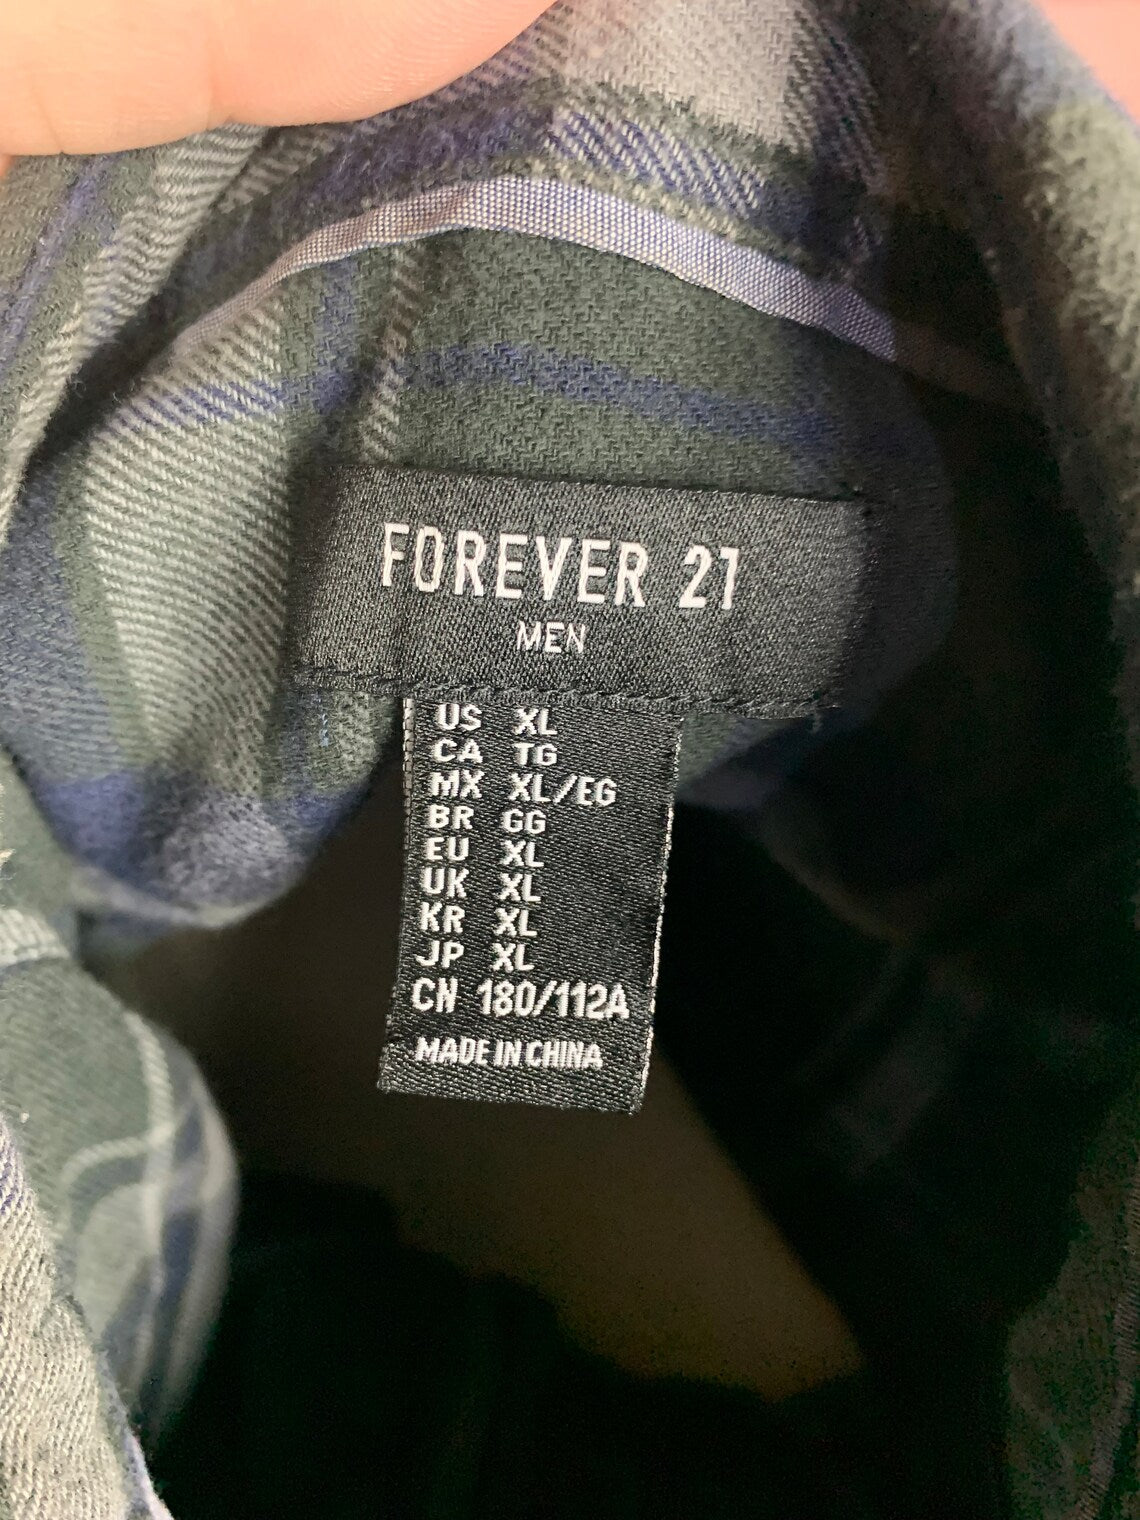 FOREVER 21
MEN
US XL
CA TG
MX XL/EG
BR GG
EU XL
UK XL
KR XL
JP XL
CN 180/112A
MADE IN CHINA